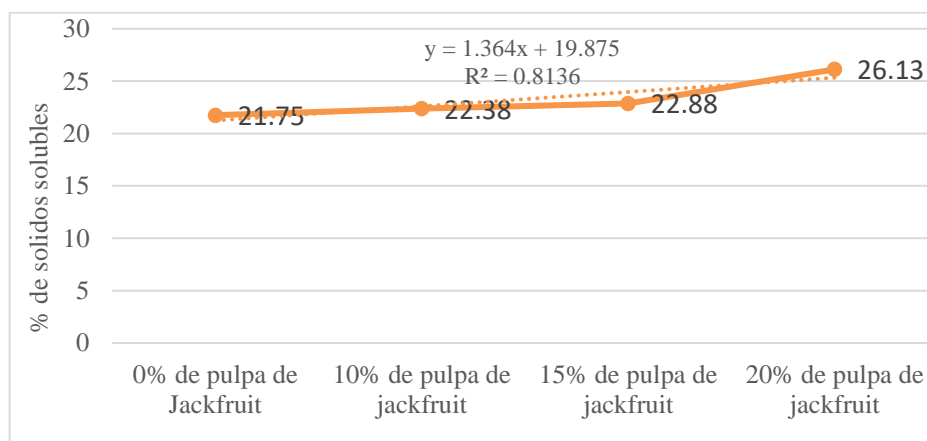 % de solidos solubles
30
25
20
15
10
5
0
y = 1.364x + 19.875
R² = 0.8136
21.75
22.38
22.88
26.13
0% de pulpa de
Jackfruit
10% de pulpa de
jackfruit
15% de pulpa de
jackfruit
20% de pulpa de
jackfruit